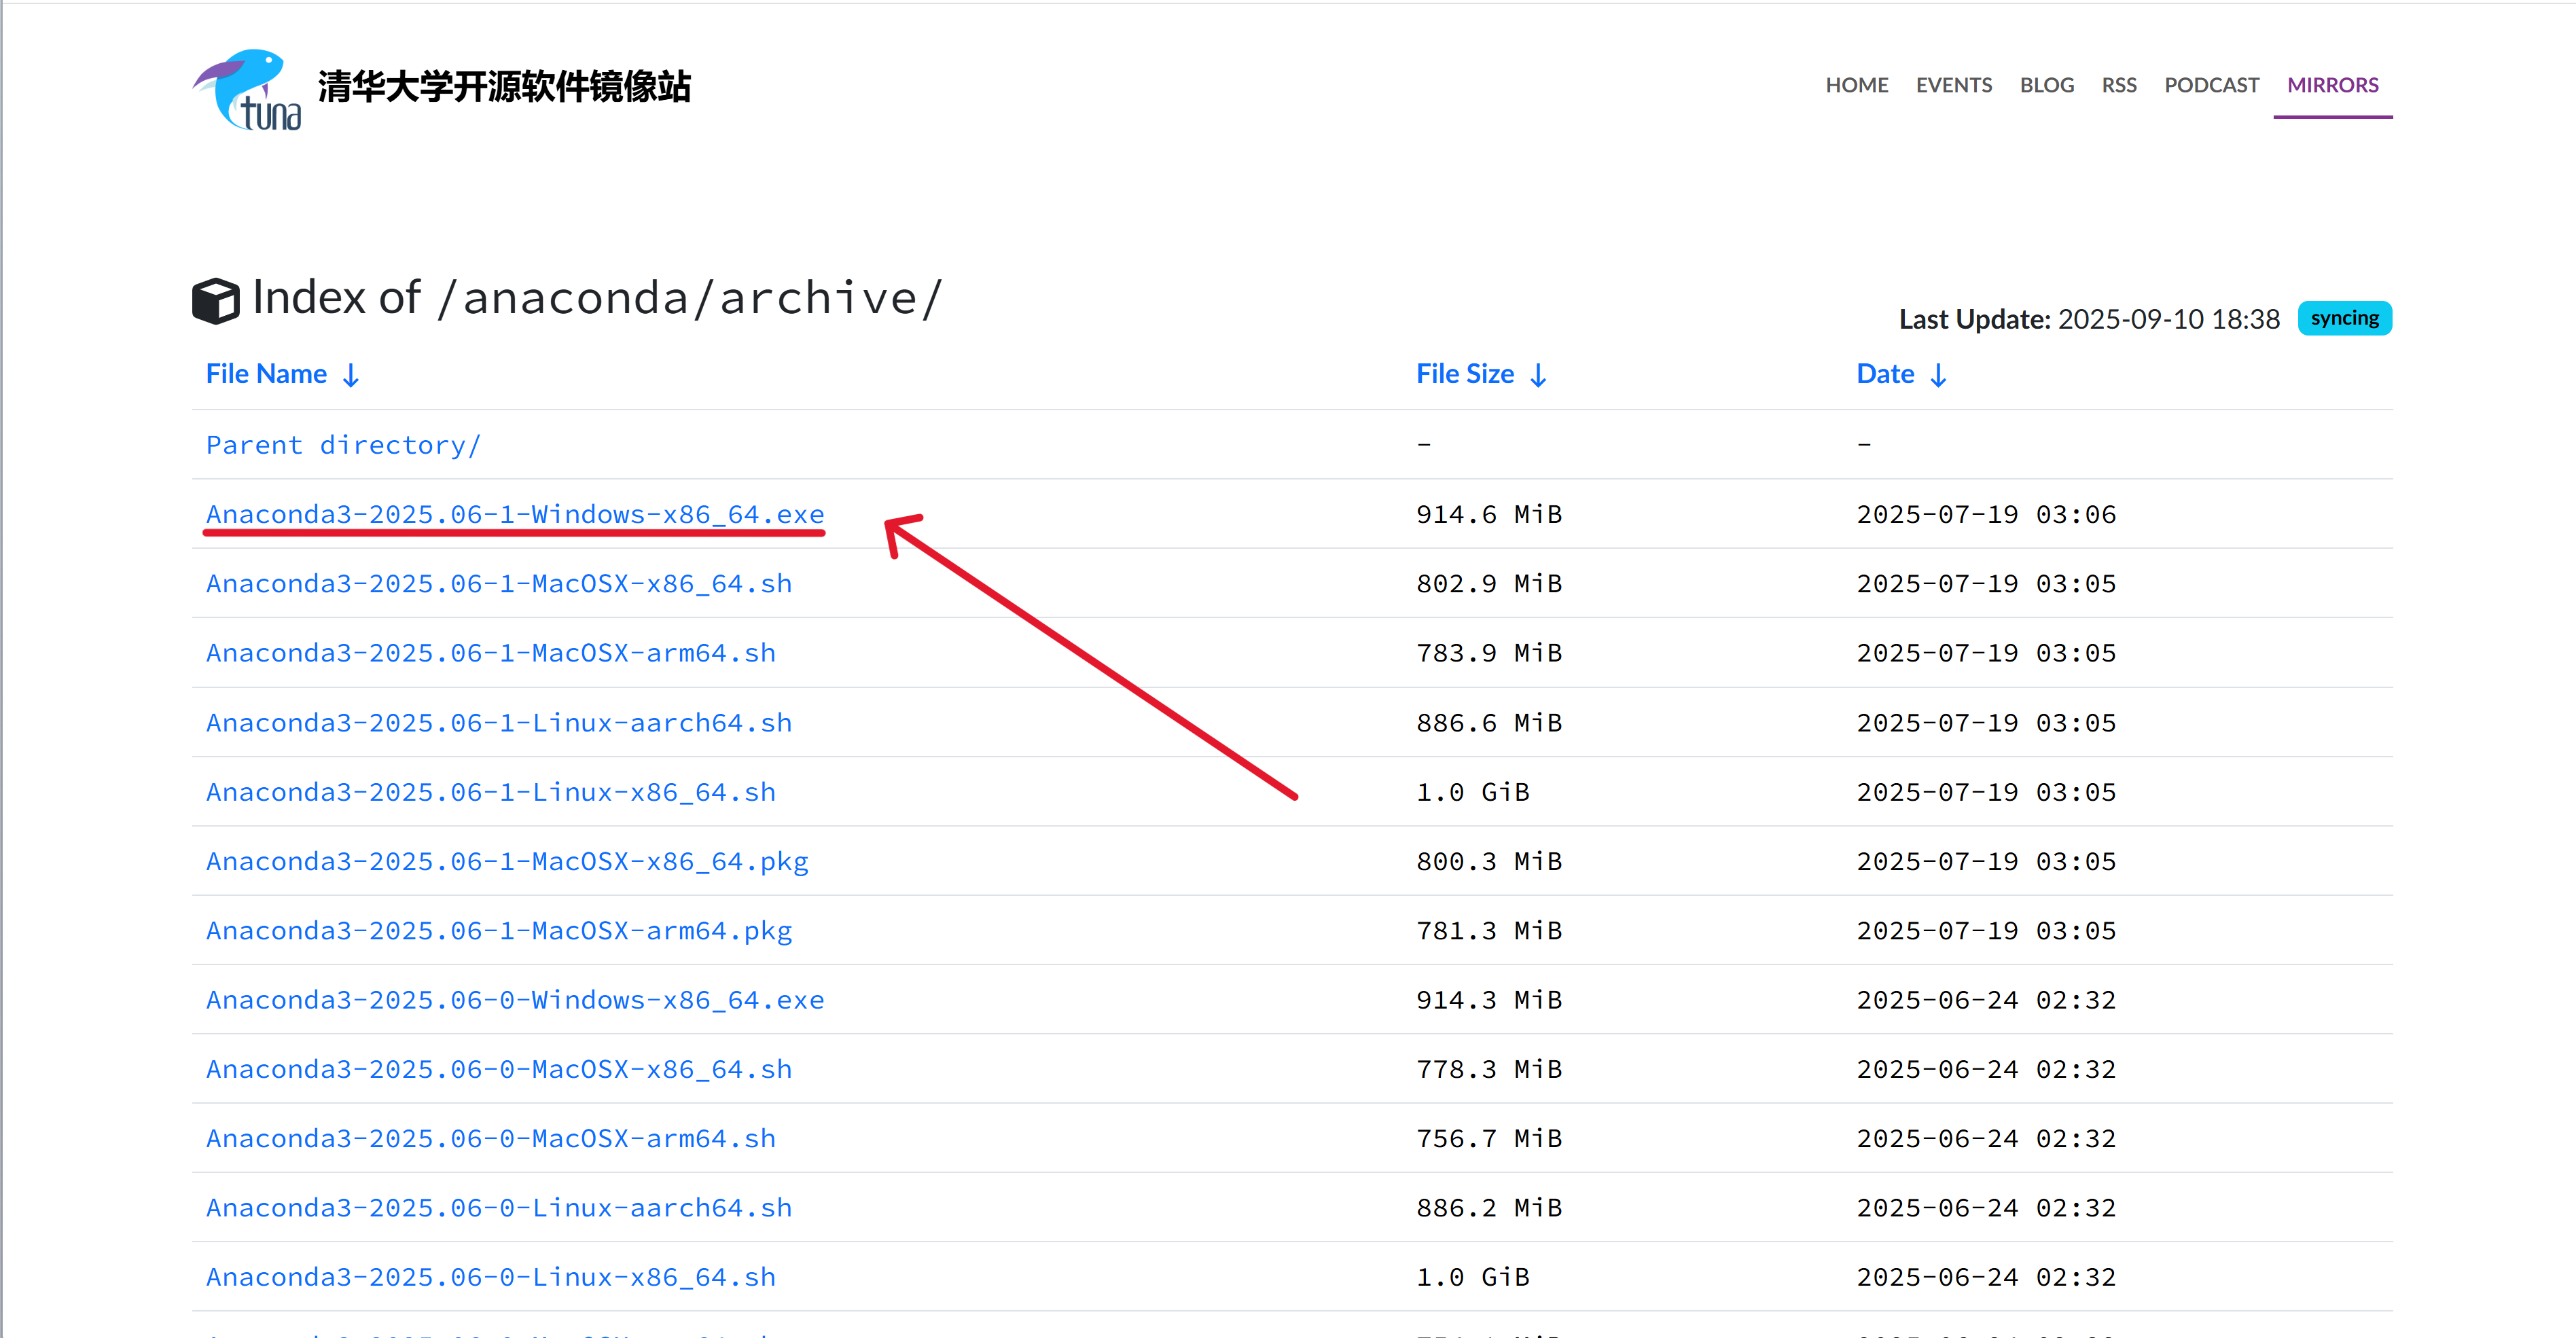 tuna 清华大学开源软件镜像站 HOME EVENTS BLOG RSS PODCAST MIRRORS
Index of /anaconda/archive/
Last Update: 2025-09-10 18:38 syncing
File Name ↓ File Size ↓ Date ↓
Parent directory/ - -
Anaconda3-2025.06-1-Windows-x86_64.exe 914.6 MiB 2025-07-19 03:06
Anaconda3-2025.06-1-MacOSX-x86_64.sh 802.9 MiB 2025-07-19 03:05
Anaconda3-2025.06-1-MacOSX-arm64.sh 783.9 MiB 2025-07-19 03:05
Anaconda3-2025.06-1-Linux-aarch64.sh 886.6 MiB 2025-07-19 03:05
Anaconda3-2025.06-1-Linux-x86_64.sh 1.0 GiB 2025-07-19 03:05
Anaconda3-2025.06-1-MacOSX-x86_64.pkg 800.3 MiB 2025-07-19 03:05
Anaconda3-2025.06-1-MacOSX-arm64.pkg 781.3 MiB 2025-07-19 03:05
Anaconda3-2025.06-0-Windows-x86_64.exe 914.3 MiB 2025-06-24 02:32
Anaconda3-2025.06-0-MacOSX-x86_64.sh 778.3 MiB 2025-06-24 02:32
Anaconda3-2025.06-0-MacOSX-arm64.sh 756.7 MiB 2025-06-24 02:32
Anaconda3-2025.06-0-Linux-aarch64.sh 886.2 MiB 2025-06-24 02:32
Anaconda3-2025.06-0-Linux-x86_64.sh 1.0 GiB 2025-06-24 02:32